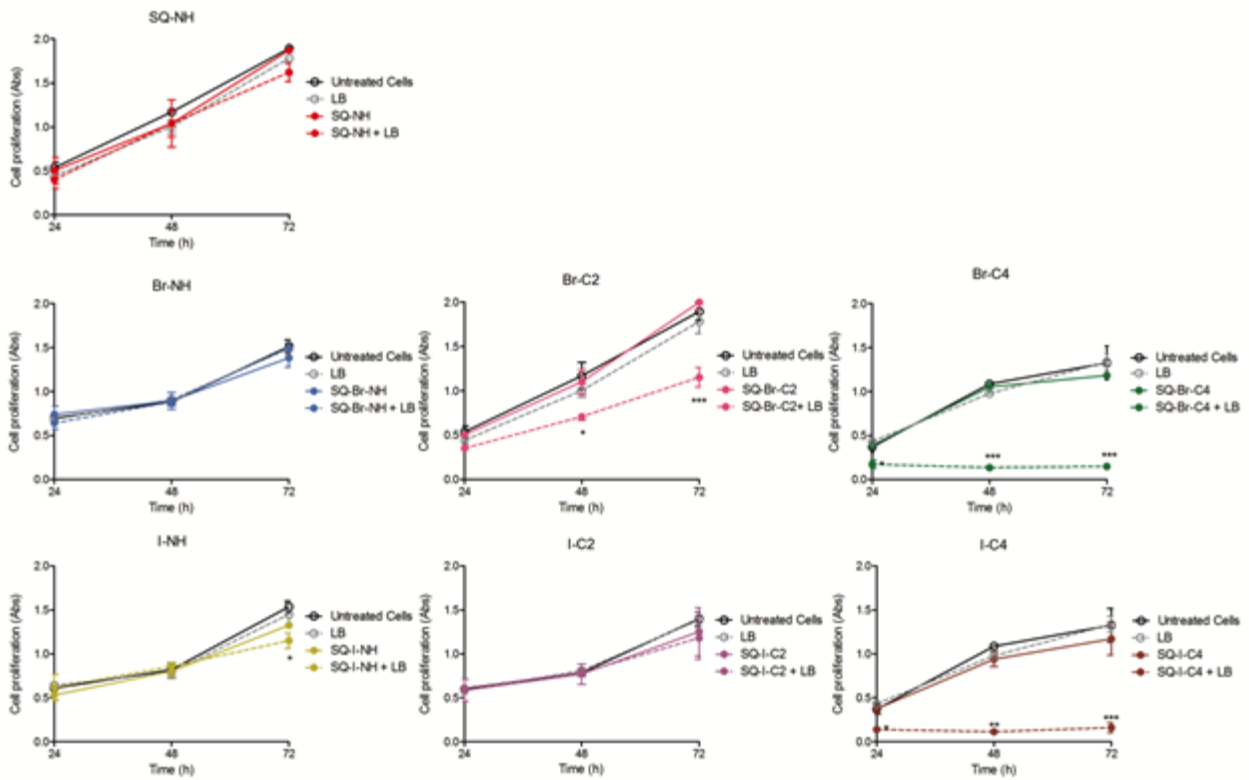 SQ-NH
Cell proliferation (Abs)
2.0
1.5
1.0
0.5
0.0
24
48
72
Time (h)
Untreated Cells
LB
SQ-NH
SQ-NH + LB
Br-NH
Cell proliferation (Abs)
2.0
1.5
1.0
0.5
0.0
24
48
72
Time (h)
Untreated Cells
LB
SQ-Br-NH
SQ-Br-NH + LB
Br-C2
Cell proliferation (Abs)
2.0
1.5
1.0
0.5
0.0
24
48
72
Time (h)
*
***
Untreated Cells
LB
SQ-Br-C2
SQ-Br-C2+ LB
Br-C4
Cell proliferation (Abs)
2.0
1.5
1.0
0.5
0.0
24
48
72
Time (h)
*
***
***
Untreated Cells
LB
SQ-Br-C4
SQ-Br-C4 + LB
I-NH
Cell proliferation (Abs)
2.0
1.5
1.0
0.5
0.0
24
48
72
Time (h)
*
Untreated Cells
LB
SQ-I-NH
SQ-I-NH + LB
I-C2
Cell proliferation (Abs)
2.0
1.5
1.0
0.5
0.0
24
48
72
Time (h)
Untreated Cells
LB
SQ-I-C2
SQ-I-C2 + LB
I-C4
Cell proliferation (Abs)
2.0
1.5
1.0
0.5
0.0
24
48
72
Time (h)
*
**
***
Untreated Cells
LB
SQ-I-C4
SQ-I-C4 + LB